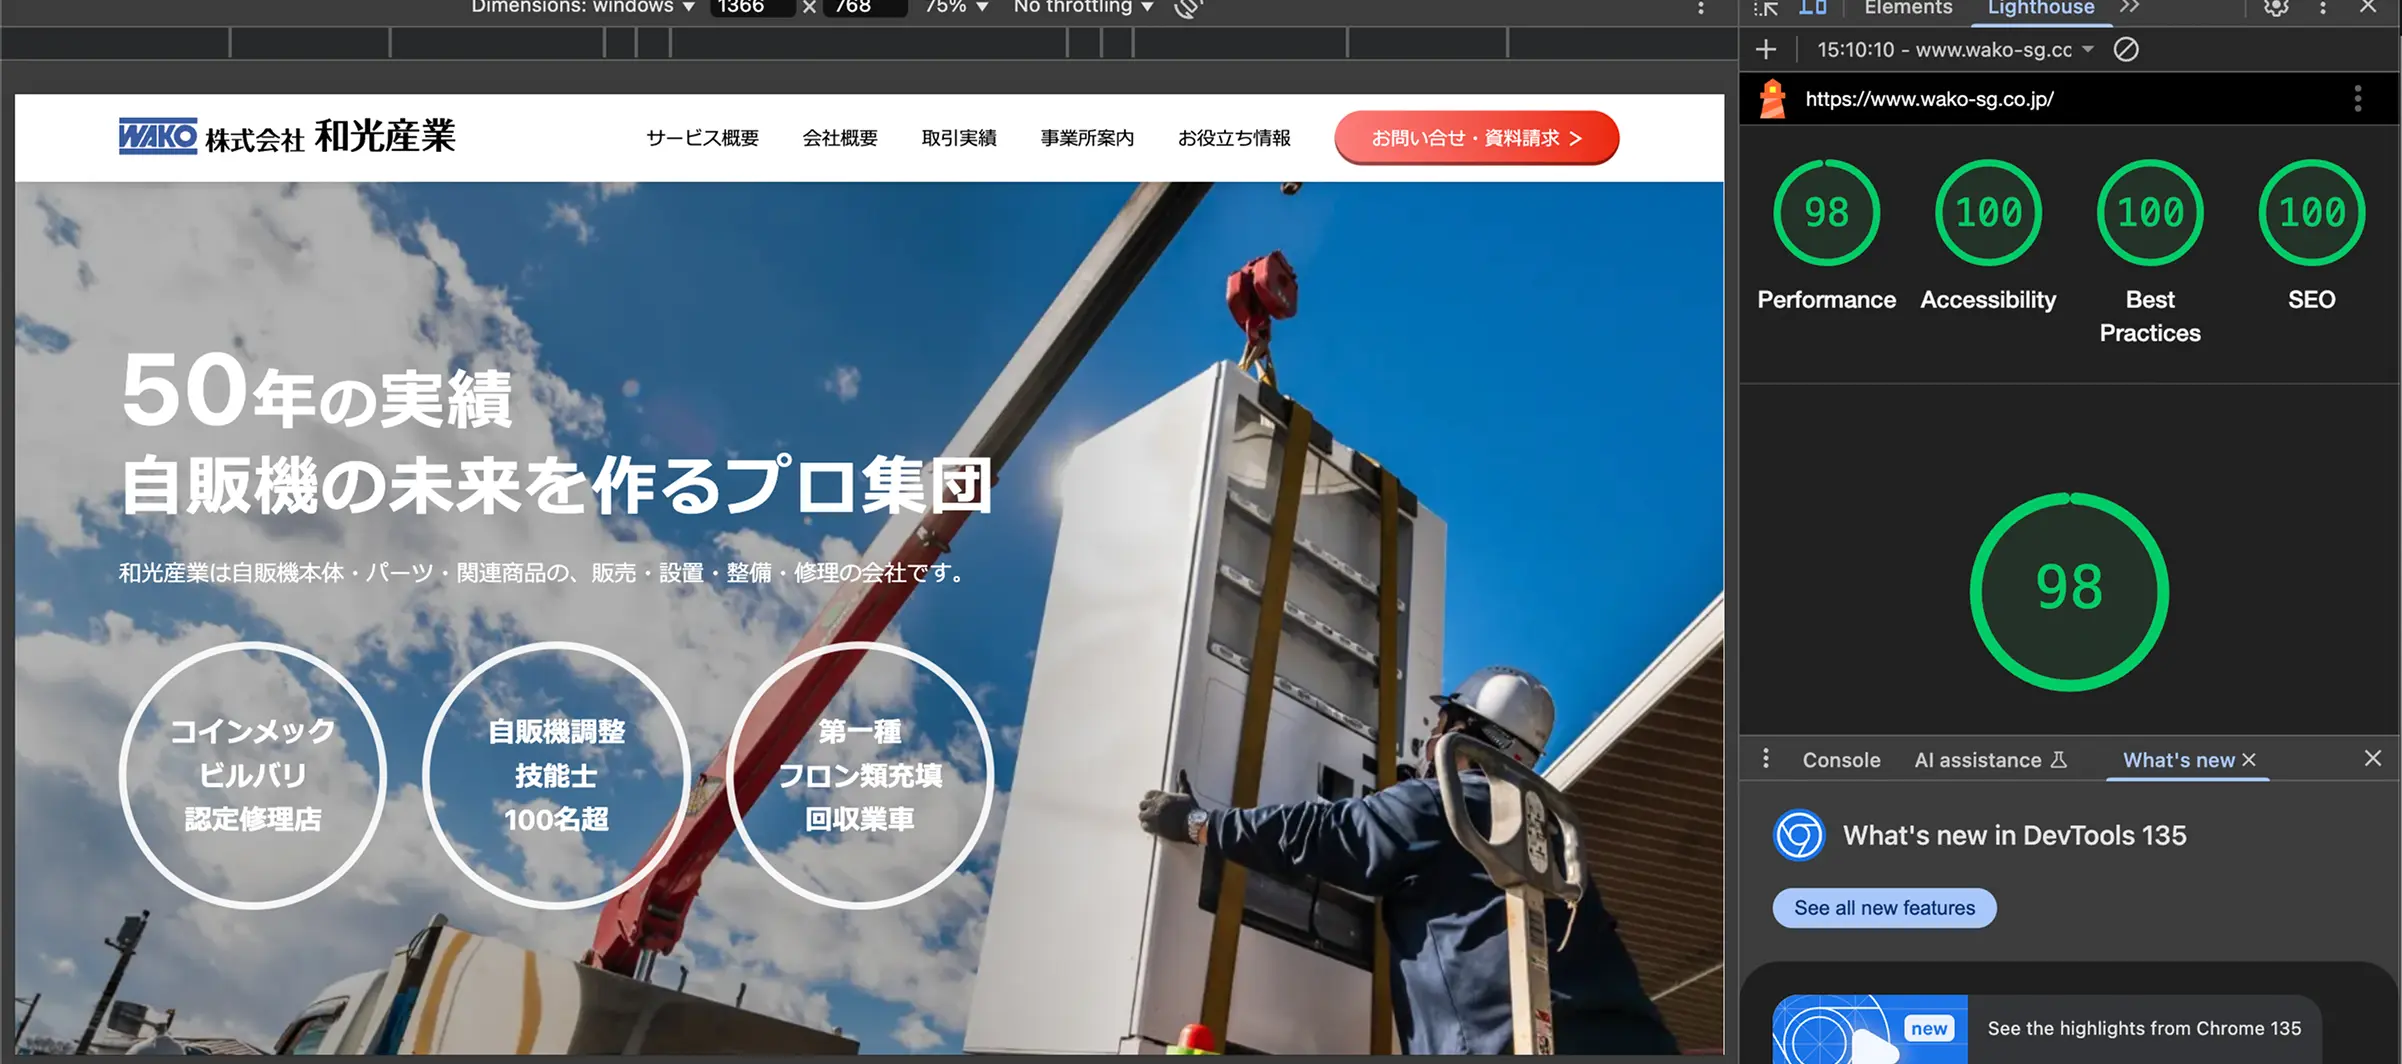 Dimensions: windows ▼ 1366 × 768 75% ▼ No throttling ▼
Elements Lighthouse
15:10:10 - www.wako-sg.cc
https://www.wako-sg.co.jp/
WAKO 株式会社 和光産業
サービス概要 会社概要 取引実績 事業所案内 お役立ち情報 お問い合せ・資料請求 >
50年の実績
自販機の未来を作るプロ集団
和光産業は自販機本体・パーツ・関連商品の、販売・設置・整備・修理の会社です。
コインメック
ビルバリ
認定修理店
自販機調整
技能士
100名超
第一種
フロン類充填
回収業車
98 100 100 100
Performance Accessibility Best Practices SEO
98
Console AI assistance What's new
What's new in DevTools 135
See all new features
new
See the highlights from Chrome 135